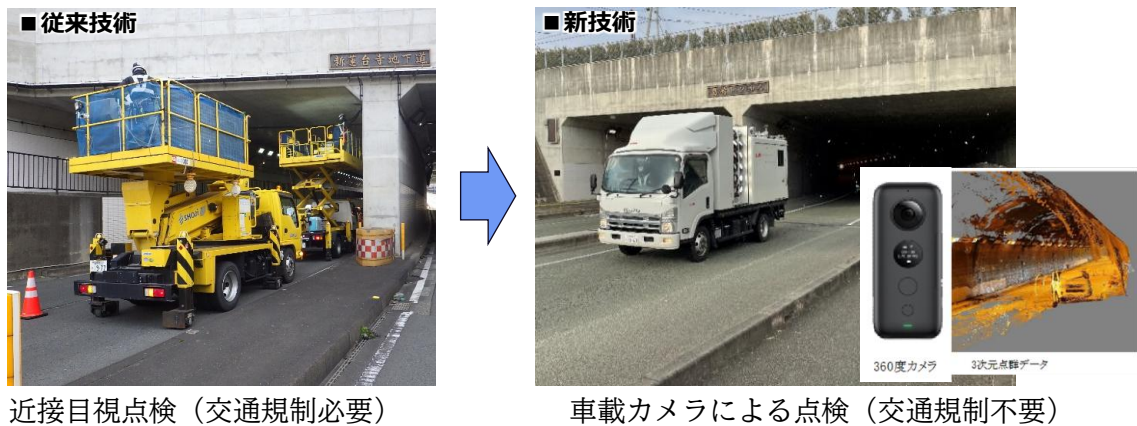 ■従来技術
新蓮台寺地下道
SHOJI
■新技術
360度カメラ
3次元点群データ
近接目視点検（交通規制必要）
車載カメラによる点検（交通規制不要）